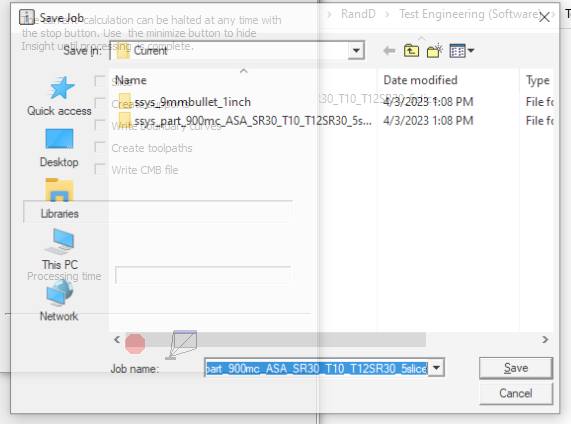 The current calculation can be halted at any time with
the stop button. Use the minimize button to hide
Insight until processing is complete.
RandD > Test Engineering (Software) >
Save Job
Save in:
Current
Name
Date modified
Type
ssys_9mmbullet_1inch
4/3/2023 1:08 PM
File fo
ssys_part_900mc_ASA_SR30_T10_T12SR30_5s...
4/3/2023 1:08 PM
File fo
Quick access
Desktop
Libraries
This PC
Network
Write boundary curves
Create toolpaths
Write CMB file
Processing time
Job name:
part_900mc_ASA_SR30_T10_T12SR30_5slice
Save
Cancel